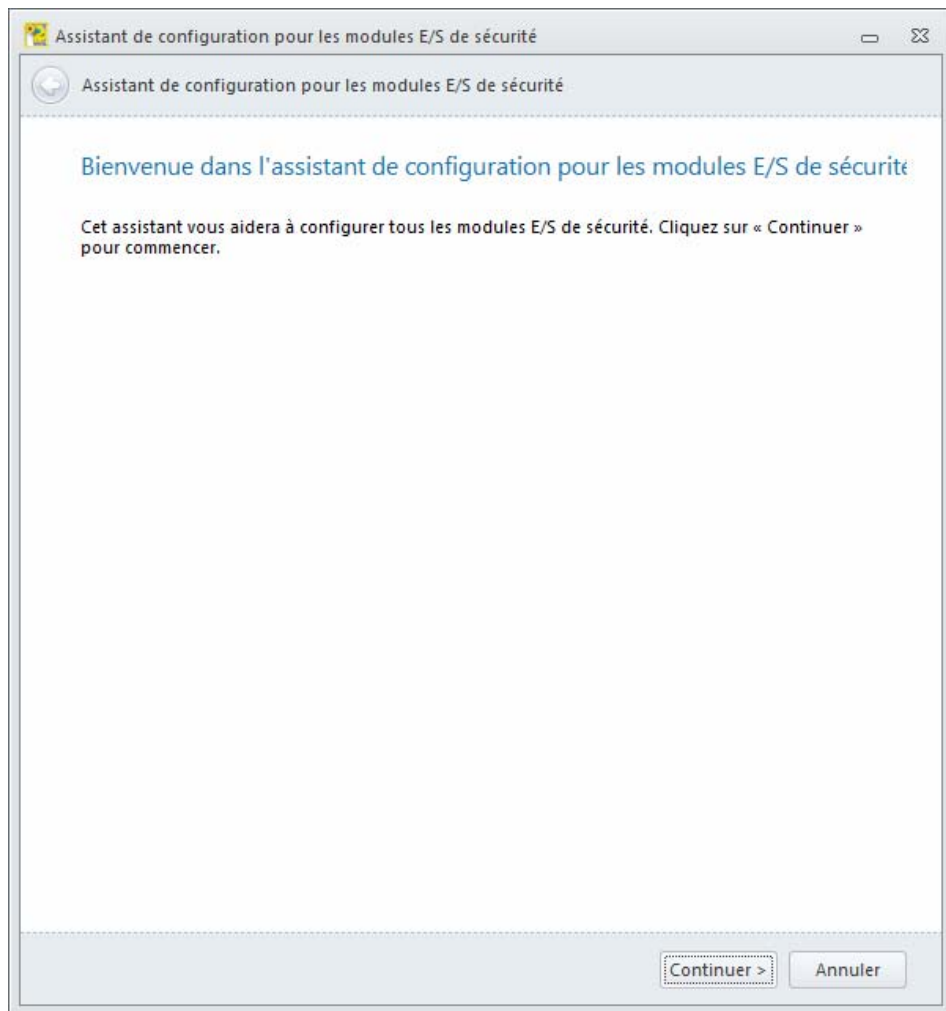 Assistant de configuration pour les modules E/S de sécurité
Assistant de configuration pour les modules E/S de sécurité
Bienvenue dans l'assistant de configuration pour les modules E/S de sécurité
Cet assistant vous aidera à configurer tous les modules E/S de sécurité. Cliquez sur « Continuer »
pour commencer.
Continuer >
Annuler